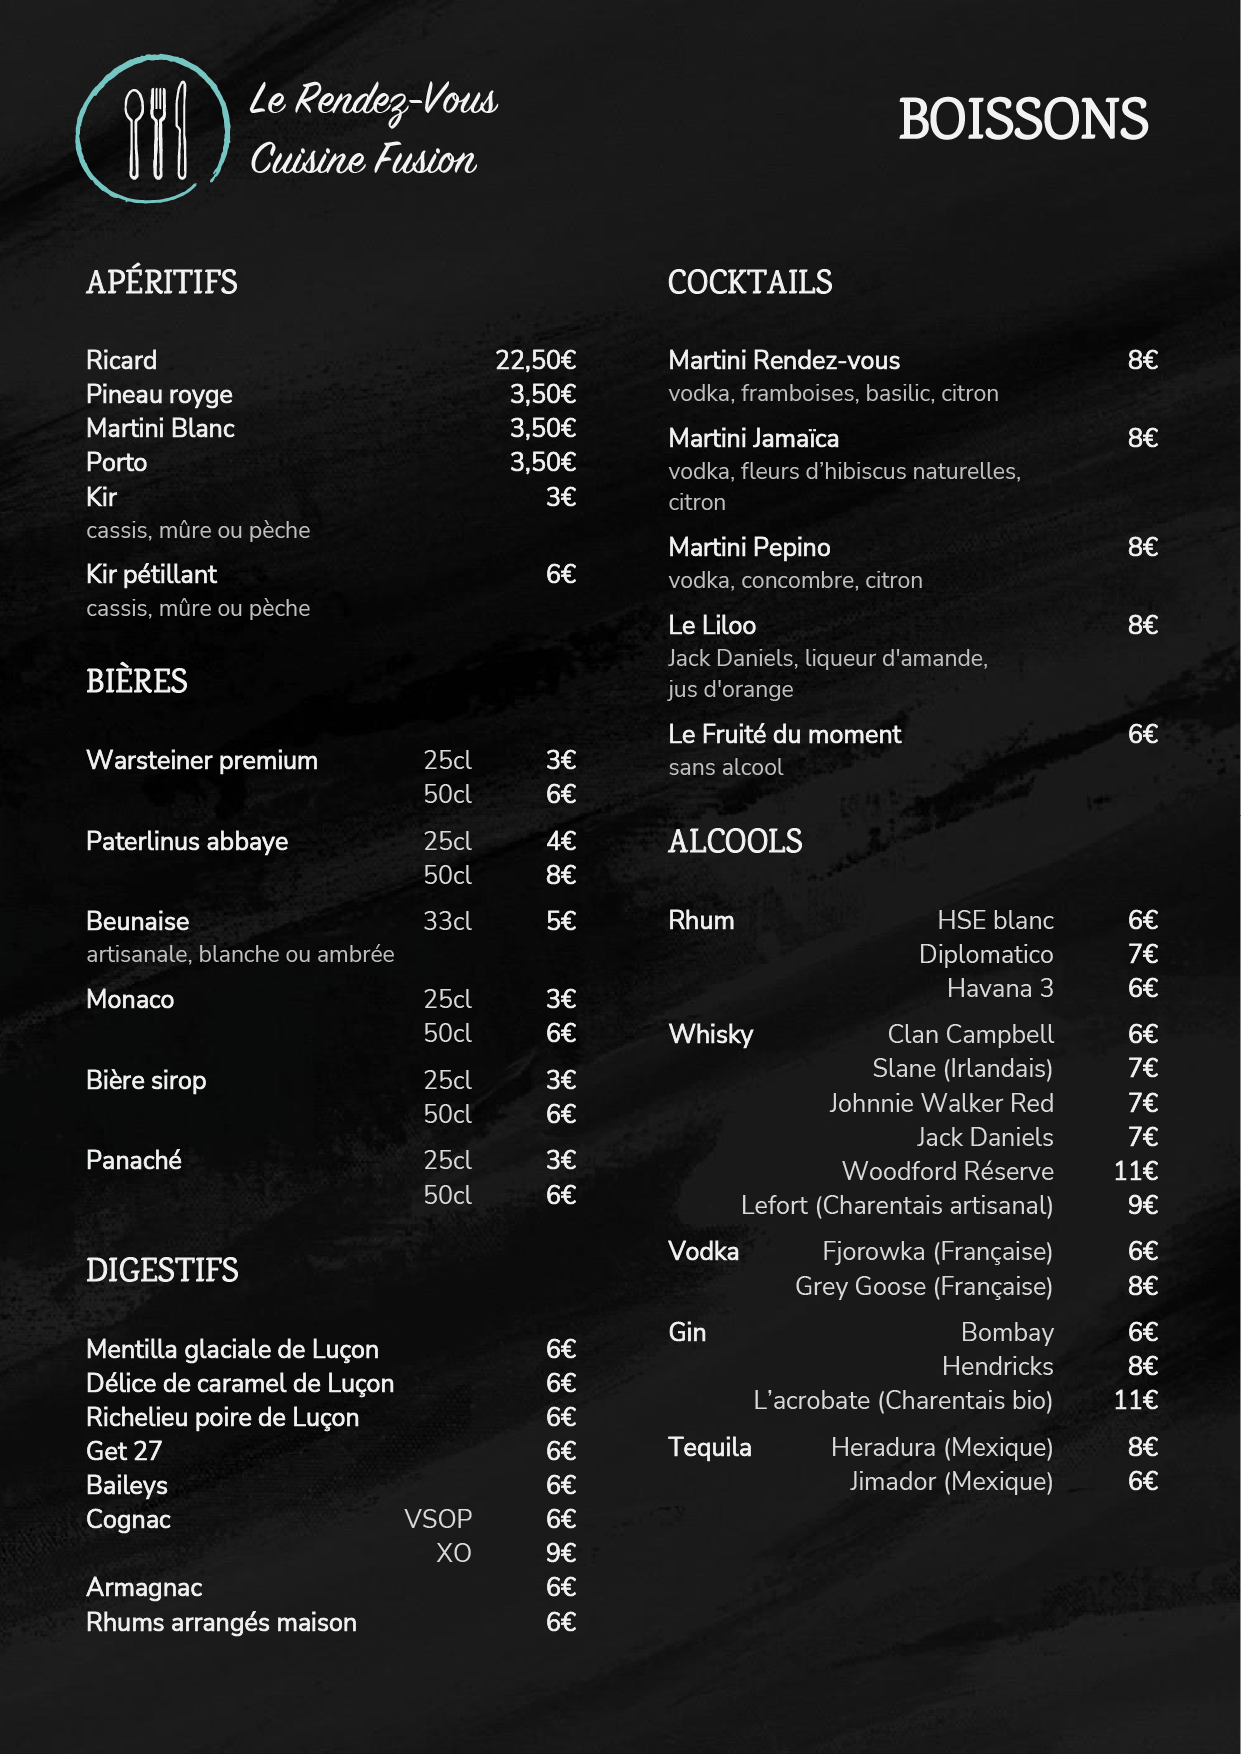 Le Rendez-Vous
Cuisine Fusion
BOISSONS
APÉRITIFS
Ricard 22,50€
Pineau royge 3,50€
Martini Blanc 3,50€
Porto 3,50€
Kir 3€
cassis, mûre ou pèche
Kir pétillant 6€
cassis, mûre ou pèche
BIÈRES
Warsteiner premium 25cl 3€
50cl 6€
Paterlinus abbaye 25cl 4€
50cl 8€
Beunaise 33cl 5€
artisanale, blanche ou ambrée
Monaco 25cl 3€
50cl 6€
Bière sirop 25cl 3€
50cl 6€
Panaché 25cl 3€
50cl 6€
DIGESTIFS
Mentilla glaciale de Luçon 6€
Délice de caramel de Luçon 6€
Richelieu poire de Luçon 6€
Get 27 6€
Baileys 6€
Cognac VSOP 6€
XO 9€
Armagnac 6€
Rhums arrangés maison 6€
COCKTAILS
Martini Rendez-vous 8€
vodka, framboises, basilic, citron
Martini Jamaïca 8€
vodka, fleurs d’hibiscus naturelles,
citron
Martini Pepino 8€
vodka, concombre, citron
Le Liloo 8€
Jack Daniels, liqueur d'amande,
jus d'orange
Le Fruité du moment 6€
sans alcool
ALCOOLS
Rhum HSE blanc 6€
Diplomatico 7€
Havana 3 6€
Whisky Clan Campbell 6€
Slane (Irlandais) 7€
Johnnie Walker Red 7€
Jack Daniels 7€
Woodford Réserve 11€
Lefort (Charentais artisanal) 9€
Vodka Fjorowka (Française) 6€
Grey Goose (Française) 8€
Gin Bombay 6€
Hendricks 8€
L’acrobate (Charentais bio) 11€
Tequila Heradura (Mexique) 8€
Jimador (Mexique) 6€